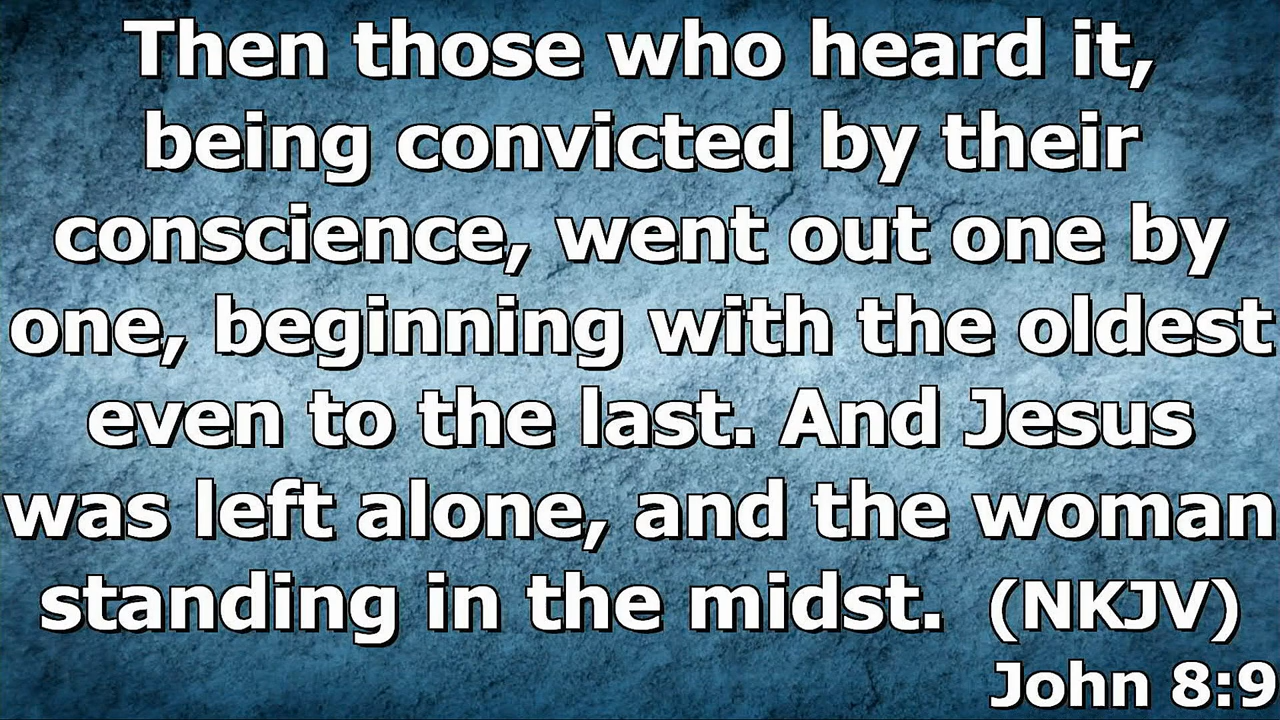 Then those who heard it,
being convicted by their
conscience, went out one by
one, beginning with the oldest
even to the last. And Jesus
was left alone, and the woman
standing in the midst. (NKJV)
John 8:9